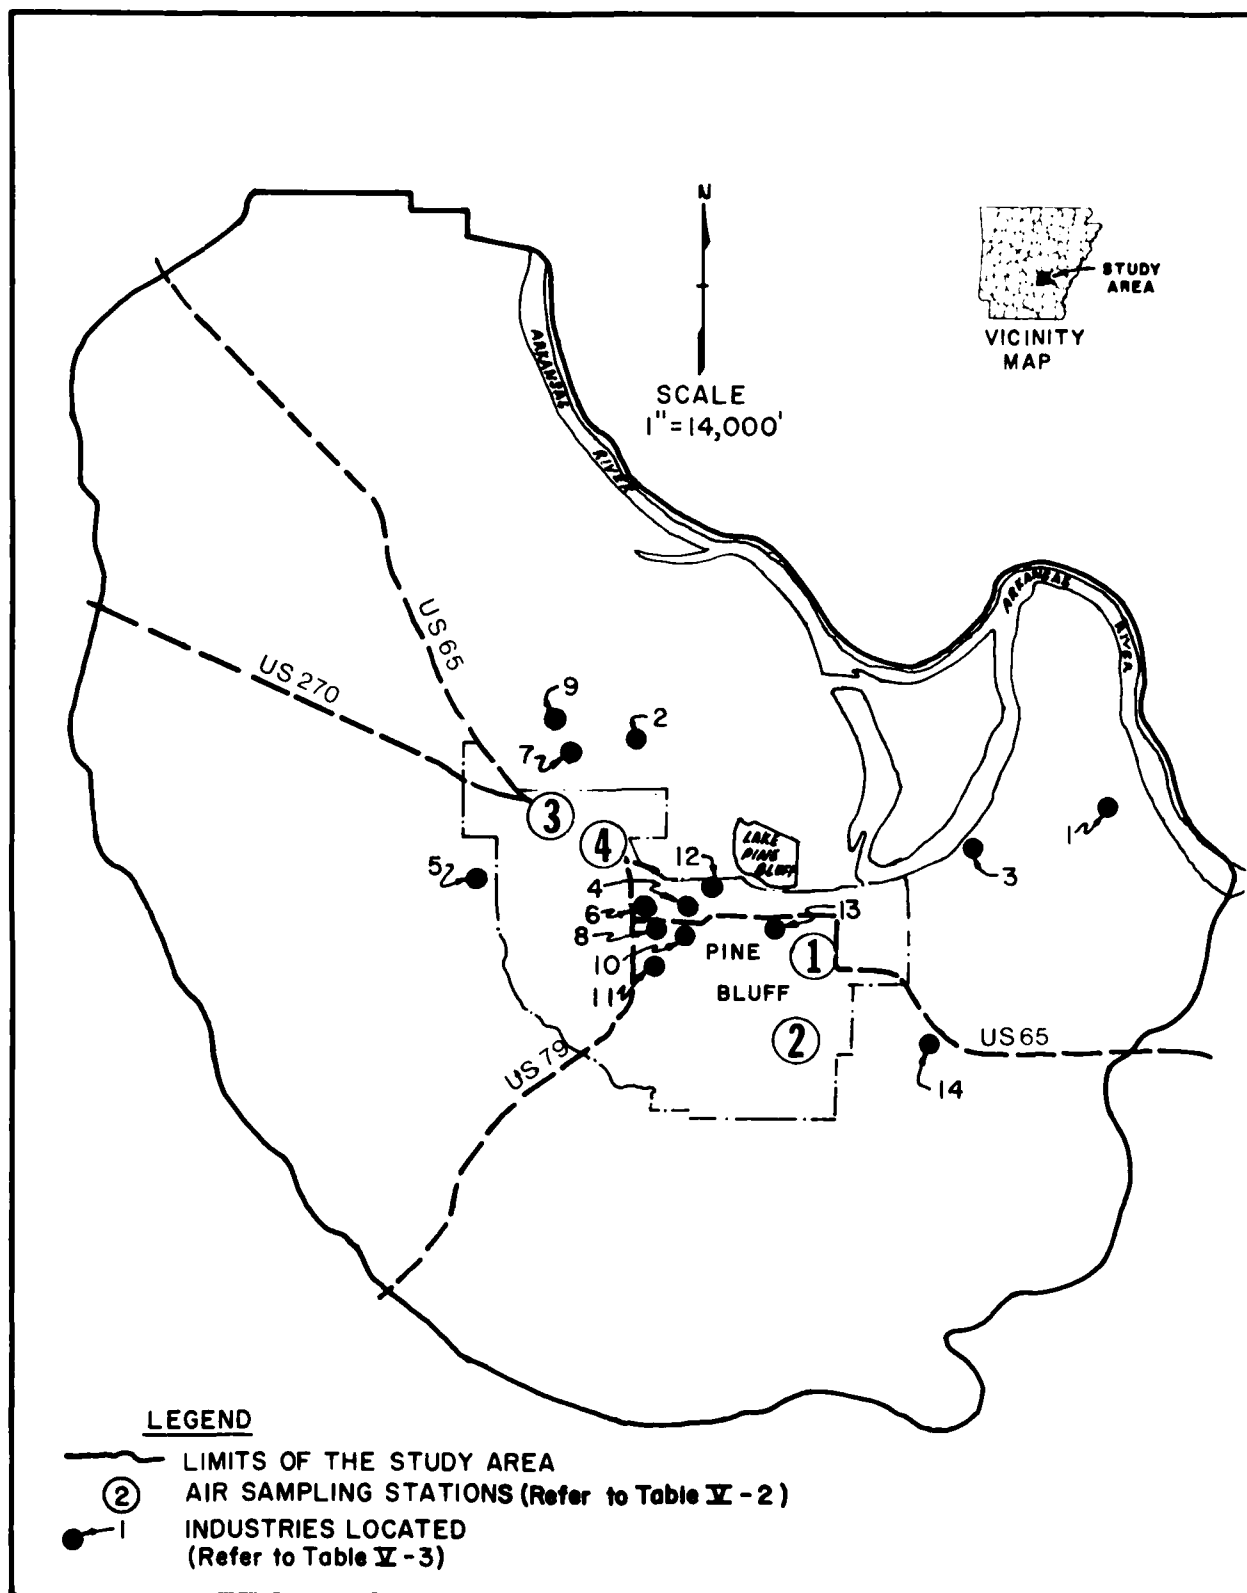 N
STUDY
AREA
VICINITY
MAP
SCALE
1"=14,000'
ARKANSAS
RIVER
ARKANSAS
RIVER
US 65
US 270
9
2
7
3
4
LAKE
PINE
BLUFF
1
5
12
3
4
6
8
13
10
PINE
1
11
BLUFF
2
US 65
US 79
14
LEGEND
LIMITS OF THE STUDY AREA
2 AIR SAMPLING STATIONS (Refer to Table V-2)
1 INDUSTRIES LOCATED
(Refer to Table V-3)